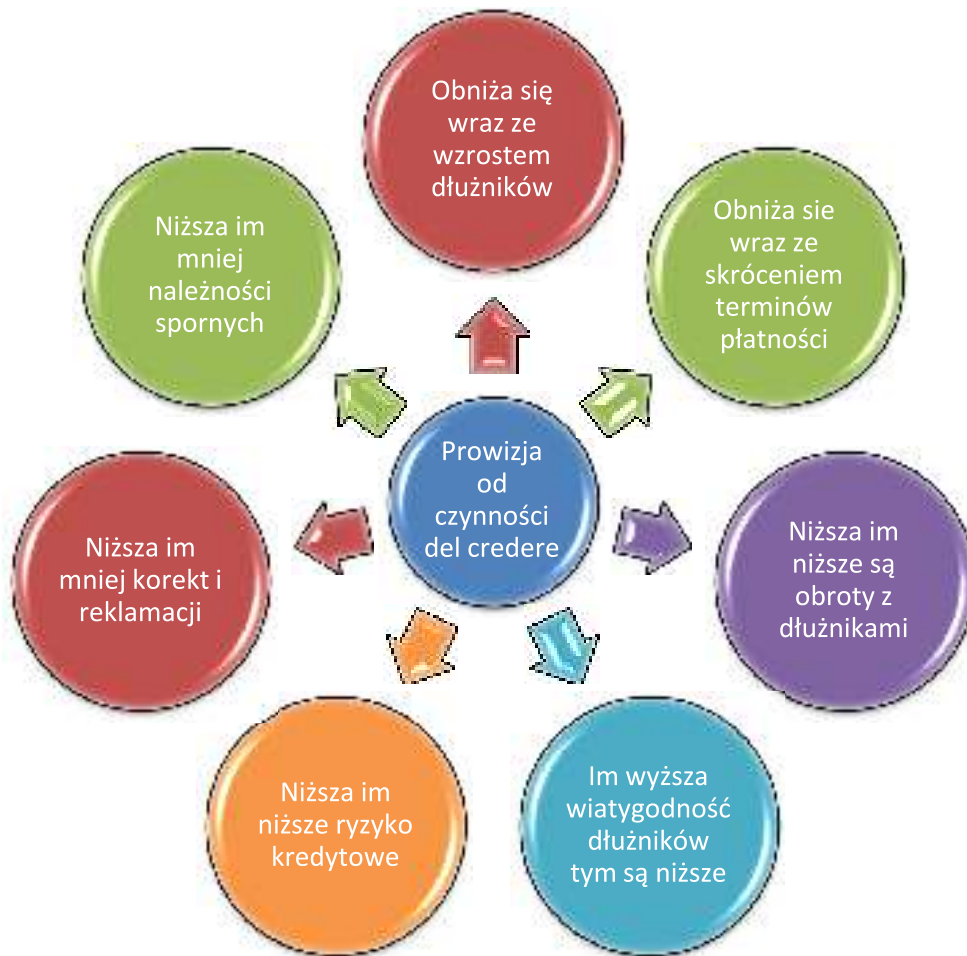 Obniża się
wraz ze
wzrostem
dłużników
Obniża sie
wraz ze
skróceniem
terminów
płatności
Niższa im
niższe są
obroty z
dłużnikami
Im wyższa
wiatygodność
dłużników
tym są niższe
Niższa im
niższe ryzyko
kredytowe
Niższa im
mniej korekt i
reklamacji
Niższa im
mniej
należności
spornych
Prowizja
od
czynności
del credere